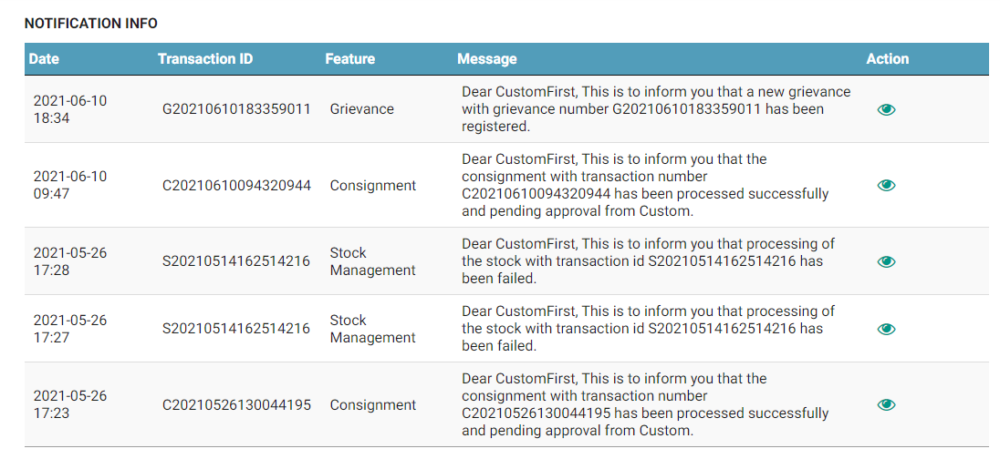 NOTIFICATION INFO
Date Transaction ID Feature Message Action
2021-06-10
18:34
G20210610183359011
Grievance
Dear CustomFirst, This is to inform you that a new grievance
with grievance number G20210610183359011 has been
registered.
2021-06-10
09:47
C20210610094320944
Consignment
Dear CustomFirst, This is to inform you that the
consignment with transaction number
C20210610094320944 has been processed successfully
and pending approval from Custom.
2021-05-26
17:28
S20210514162514216
Stock
Management
Dear CustomFirst, This is to inform you that processing of
the stock with transaction id S20210514162514216 has
been failed.
2021-05-26
17:27
S20210514162514216
Stock
Management
Dear CustomFirst, This is to inform you that processing of
the stock with transaction id S20210514162514216 has
been failed.
2021-05-26
17:23
C20210526130044195
Consignment
Dear CustomFirst, This is to inform you that the
consignment with transaction number
C20210526130044195 has been processed successfully
and pending approval from Custom.